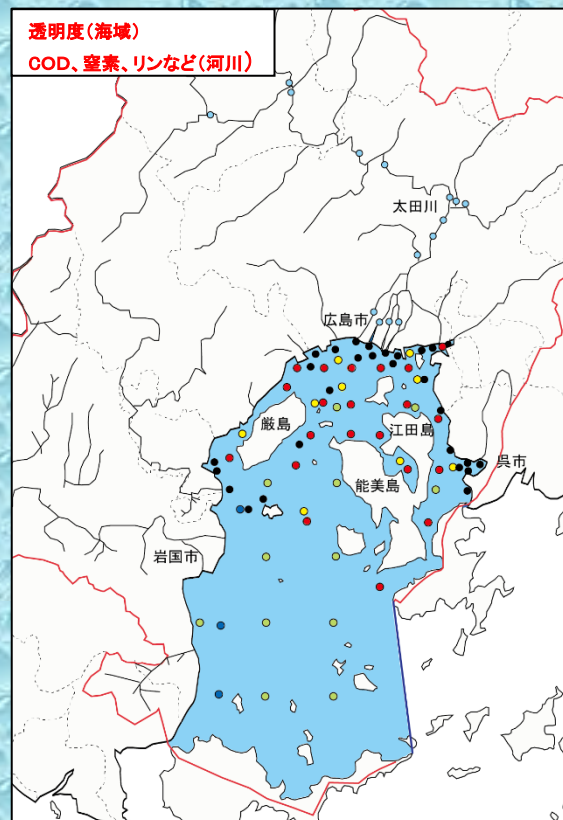 透明度(海域)
COD、窒素、リンなど(河川)
太田川
広島市
厳島
江田島
呉市
能美島
岩国市